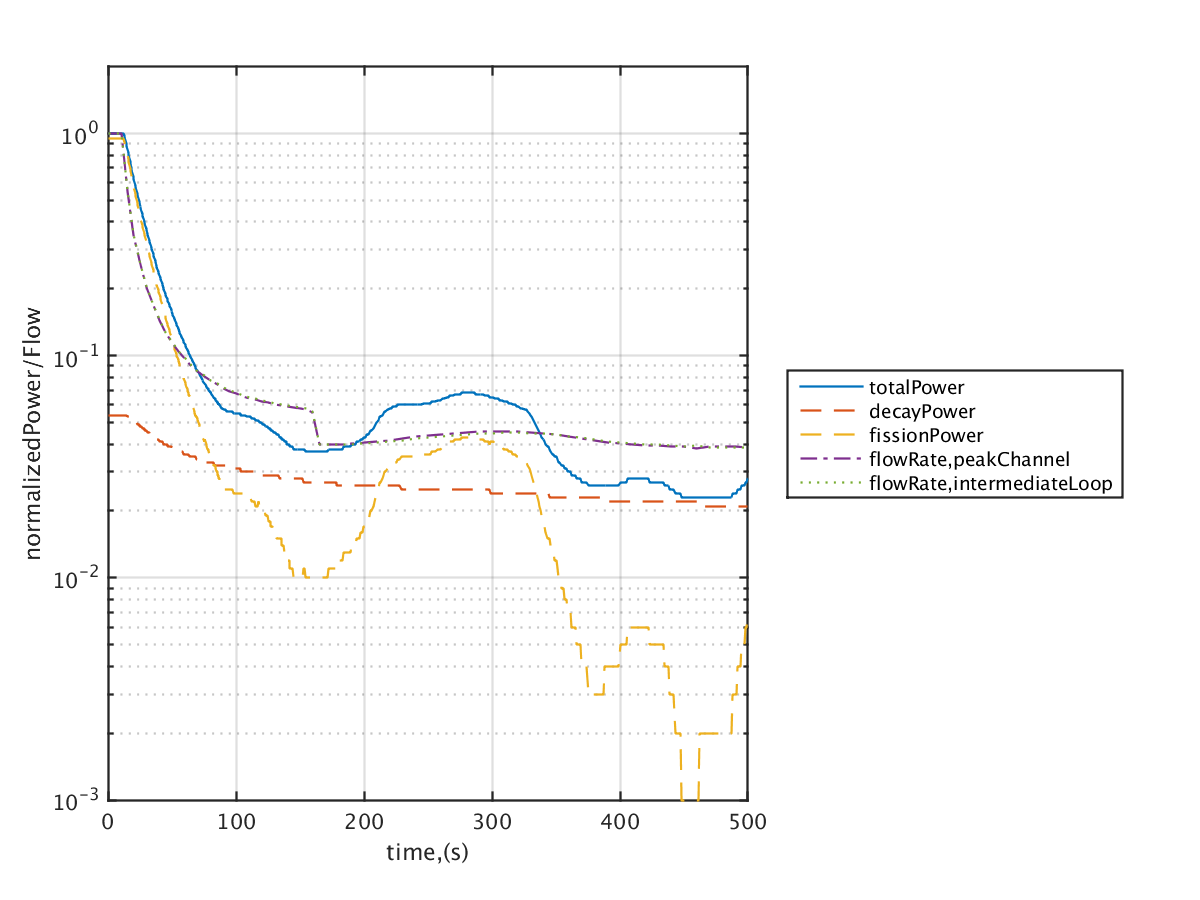 normalizedPower/Flow
10^0
10^-1
10^-2
10^-3
0 100 200 300 400 500
time,(s)
totalPower
decayPower
fissionPower
flowRate,peakChannel
flowRate,intermediateLoop